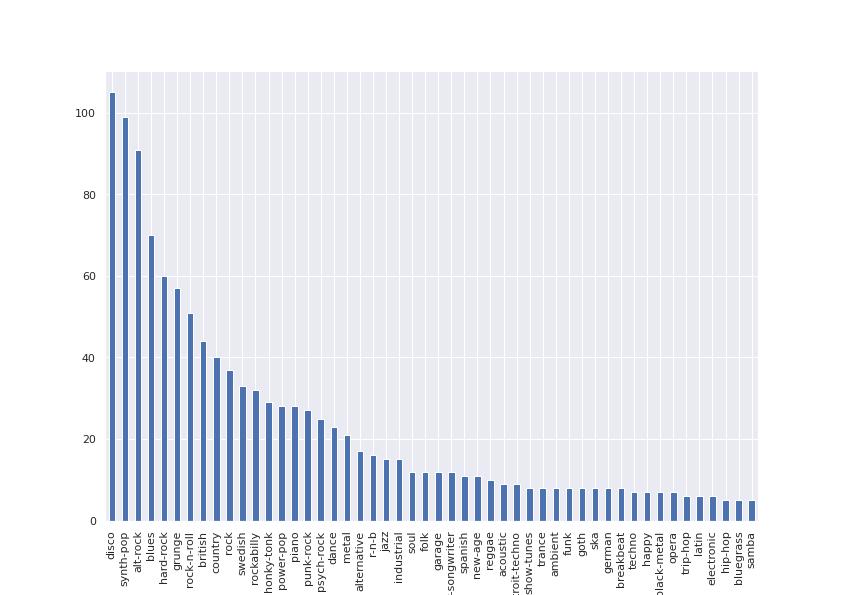 100
80
60
40
20
0
disco
synth-pop
alt-rock
blues
hard-rock
grunge
rock-n-roll
british
country
rock
swedish
rockabilly
honky-tonk
power-pop
piano
punk-rock
psych-rock
dance
metal
alternative
r-n-b
jazz
industrial
soul
folk
garage
-songwriter
spanish
new-age
reggae
acoustic
troit-techno
show-tunes
trance
ambient
funk
goth
ska
german
breakbeat
techno
happy
black-metal
opera
trip-hop
latin
electronic
hip-hop
bluegrass
samba